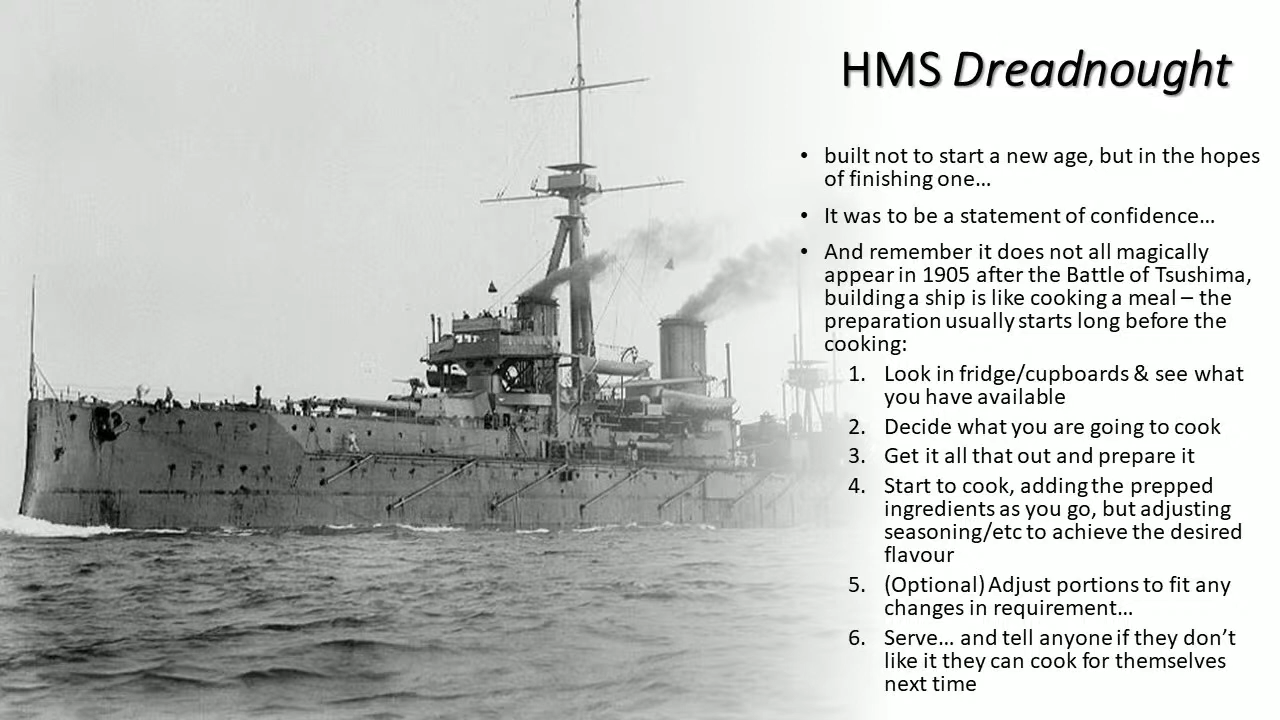 HMS Dreadnought
• built not to start a new age, but in the hopes
of finishing one…
• It was to be a statement of confidence…
• And remember it does not all magically
appear in 1905 after the Battle of Tsushima,
building a ship is like cooking a meal – the
preparation usually starts long before the
cooking:
1. Look in fridge/cupboards & see what
you have available
2. Decide what you are going to cook
3. Get it all that out and prepare it
4. Start to cook, adding the prepped
ingredients as you go, but adjusting
seasoning/etc to achieve the desired
flavour
5. (Optional) Adjust portions to fit any
changes in requirement…
6. Serve… and tell anyone if they don’t
like it they can cook for themselves
next time